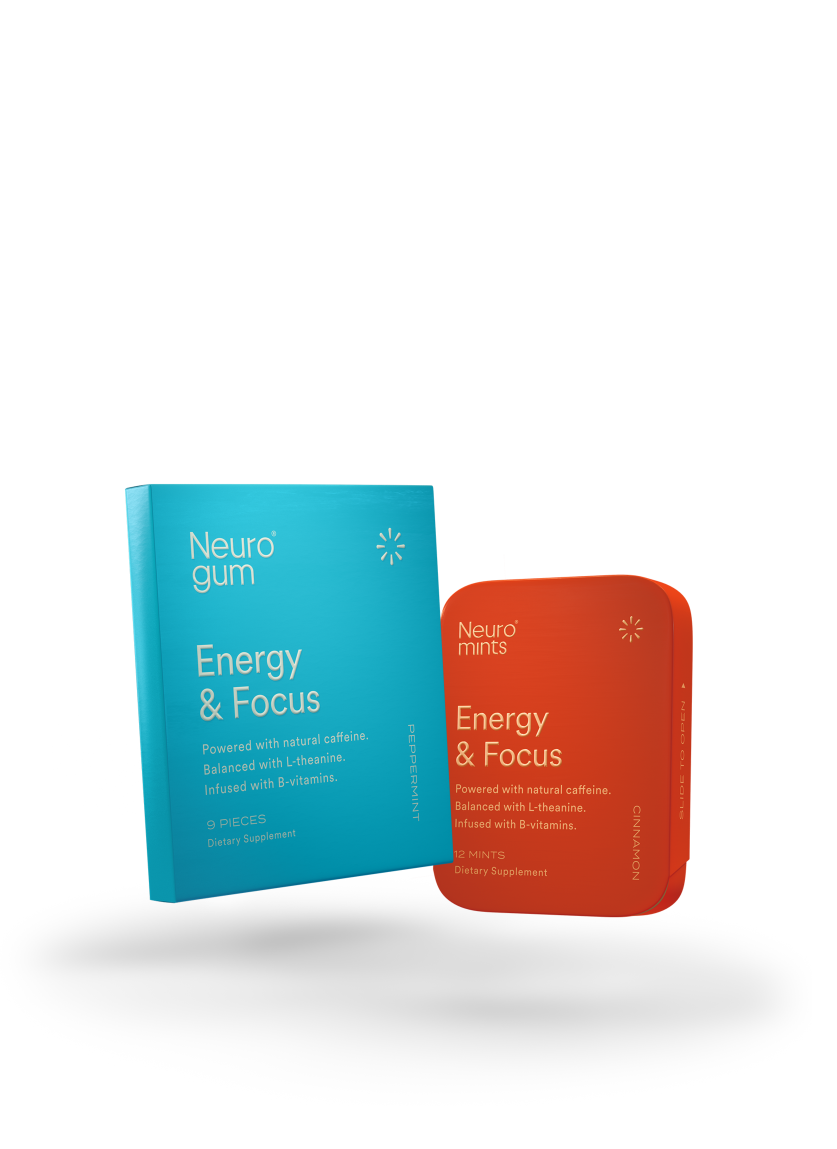 Neuro®
gum
Energy
& Focus
Powered with natural caffeine.
Balanced with L-theanine.
Infused with B-vitamins.
9 PIECES
Dietary Supplement
PEPPERMINT
Neuro®
mints
Energy
& Focus
Powered with natural caffeine.
Balanced with L-theanine.
Infused with B-vitamins.
12 MINTS
Dietary Supplement
CINNAMON
SLIDE TO OPEN